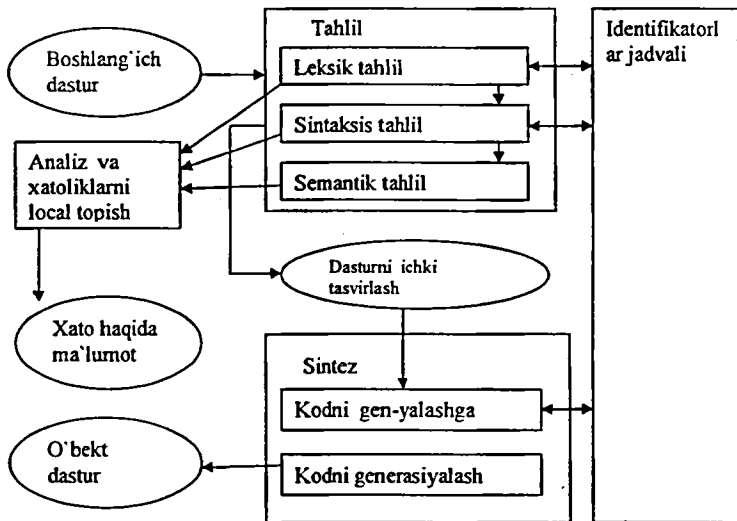 Tahlil
Identifikatorl
ar jadvali
Boshlang`ich
dastur
Leksik tahlil
Sintaksis tahlil
Semantik tahlil
Analiz va
xatoliklarni
local topish
Dasturni ichki
tasvirlash
Xato haqida
ma`lumot
Sintez
Kodni gen-yalashga
Kodni generasiyalash
O`bekt
dastur